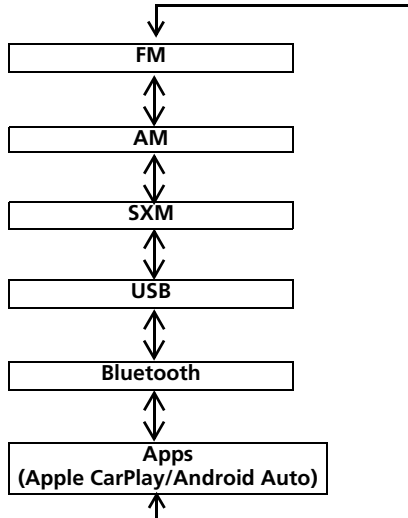 FM
AM
SXM
USB
Bluetooth
Apps
(Apple CarPlay/Android Auto)